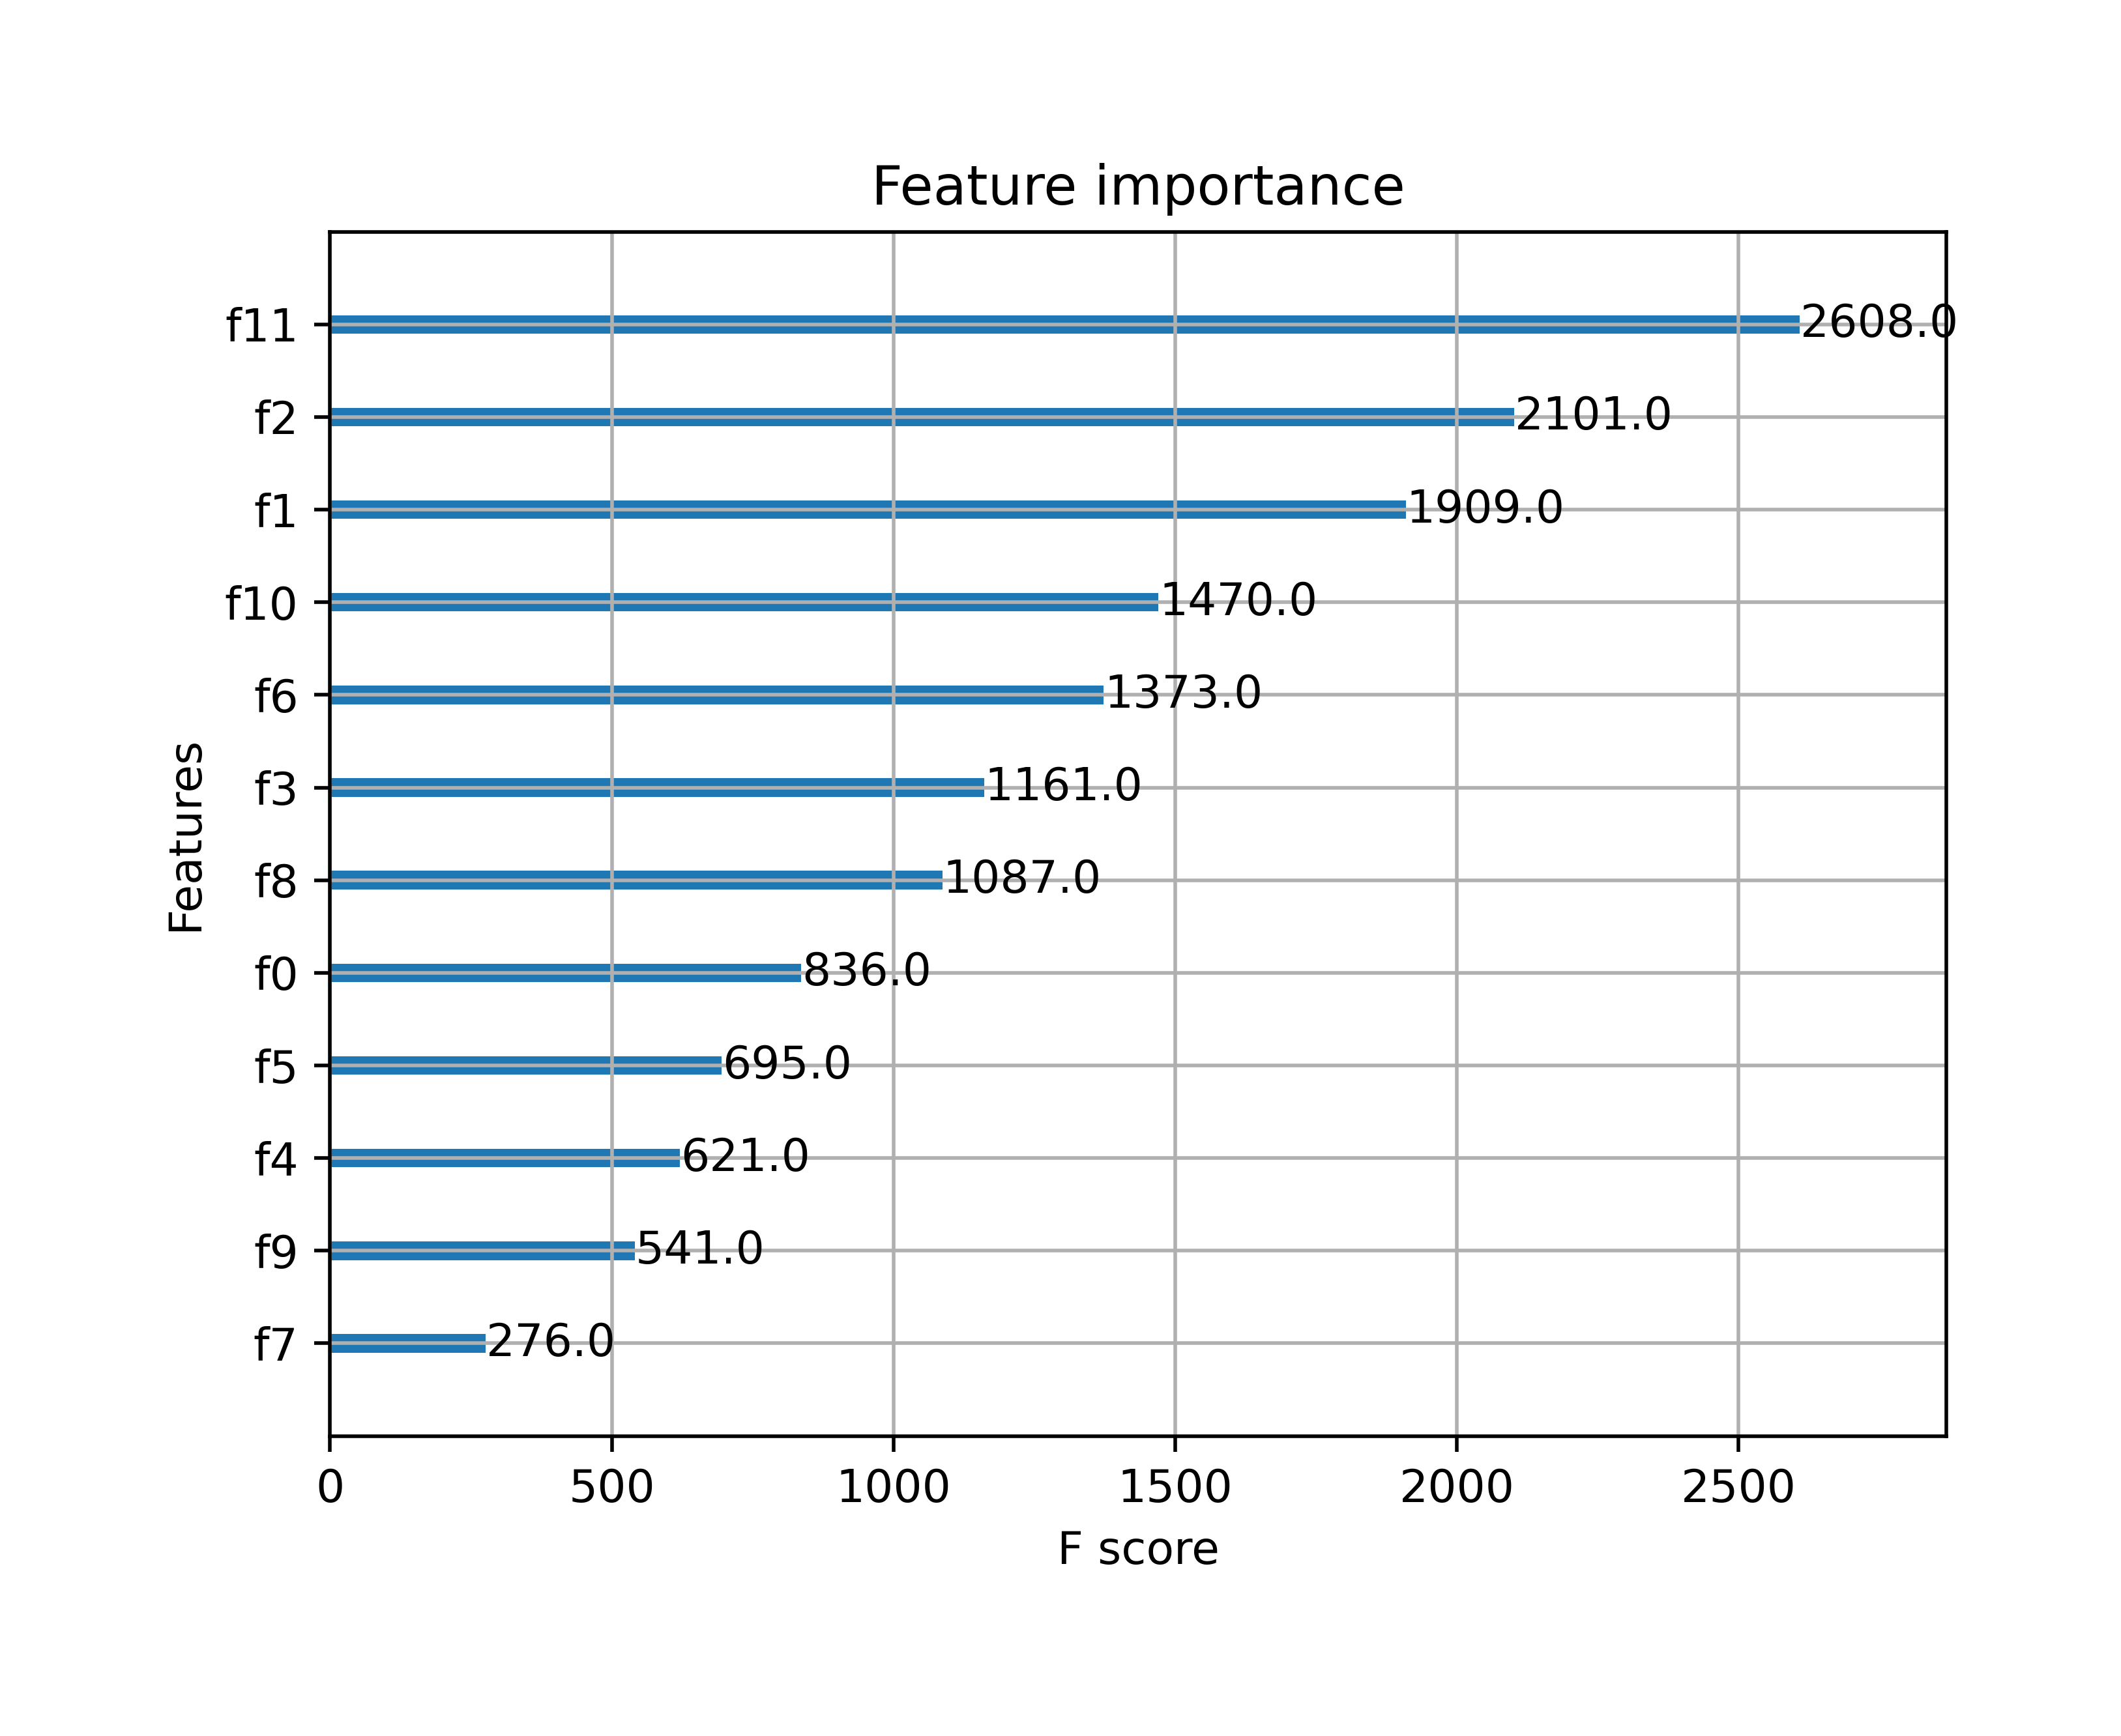 Feature importance
f11 2608.0
f2 2101.0
f1 1909.0
f10 1470.0
f6 1373.0
f3 1161.0
f8 1087.0
f0 836.0
f5 695.0
f4 621.0
f9 541.0
f7 276.0
Features
0 500 1000 1500 2000 2500
F score